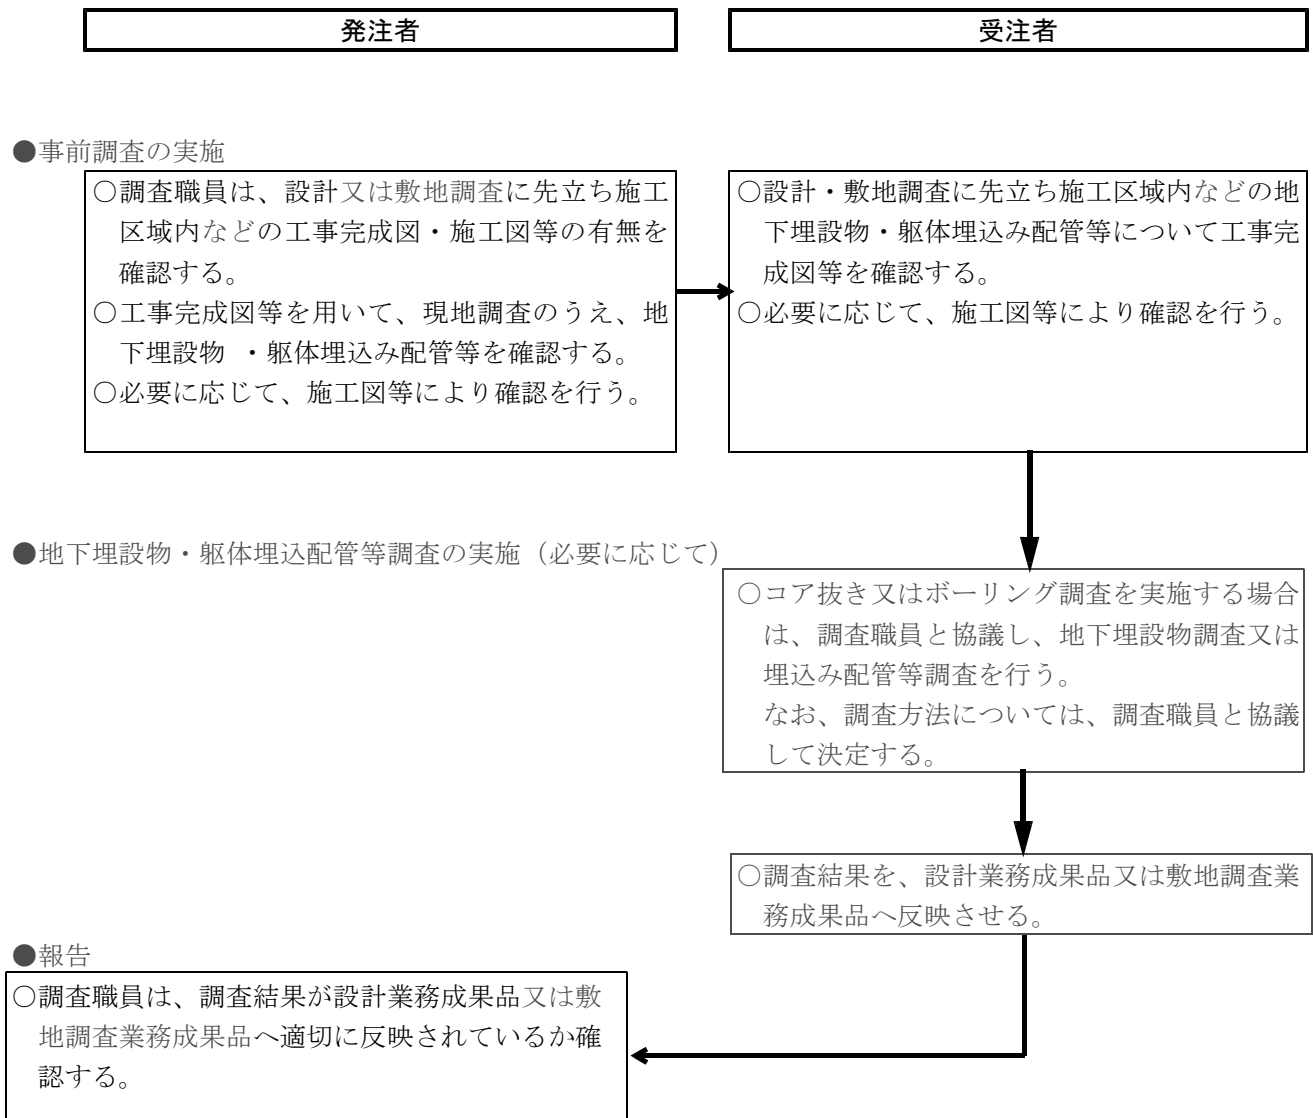 発注者
受注者
●事前調査の実施
○調査職員は、設計又は敷地調査に先立ち施工
区域内などの工事完成図・施工図等の有無を
確認する。
○工事完成図等を用いて、現地調査のうえ、地
下埋設物 ・躯体埋込み配管等を確認する。
○必要に応じて、施工図等により確認を行う。
○設計・敷地調査に先立ち施工区域内などの地
下埋設物・躯体埋込み配管等について工事完
成図等を確認する。
○必要に応じて、施工図等により確認を行う。
●地下埋設物・躯体埋込配管等調査の実施（必要に応じて）
○コア抜き又はボーリング調査を実施する場合
は、調査職員と協議し、地下埋設物調査又は
埋込み配管等調査を行う。
なお、調査方法については、調査職員と協議
して決定する。
○調査結果を、設計業務成果品又は敷地調査業
務成果品へ反映させる。
●報告
○調査職員は、調査結果が設計業務成果品又は敷
地調査業務成果品へ適切に反映されているか確
認する。